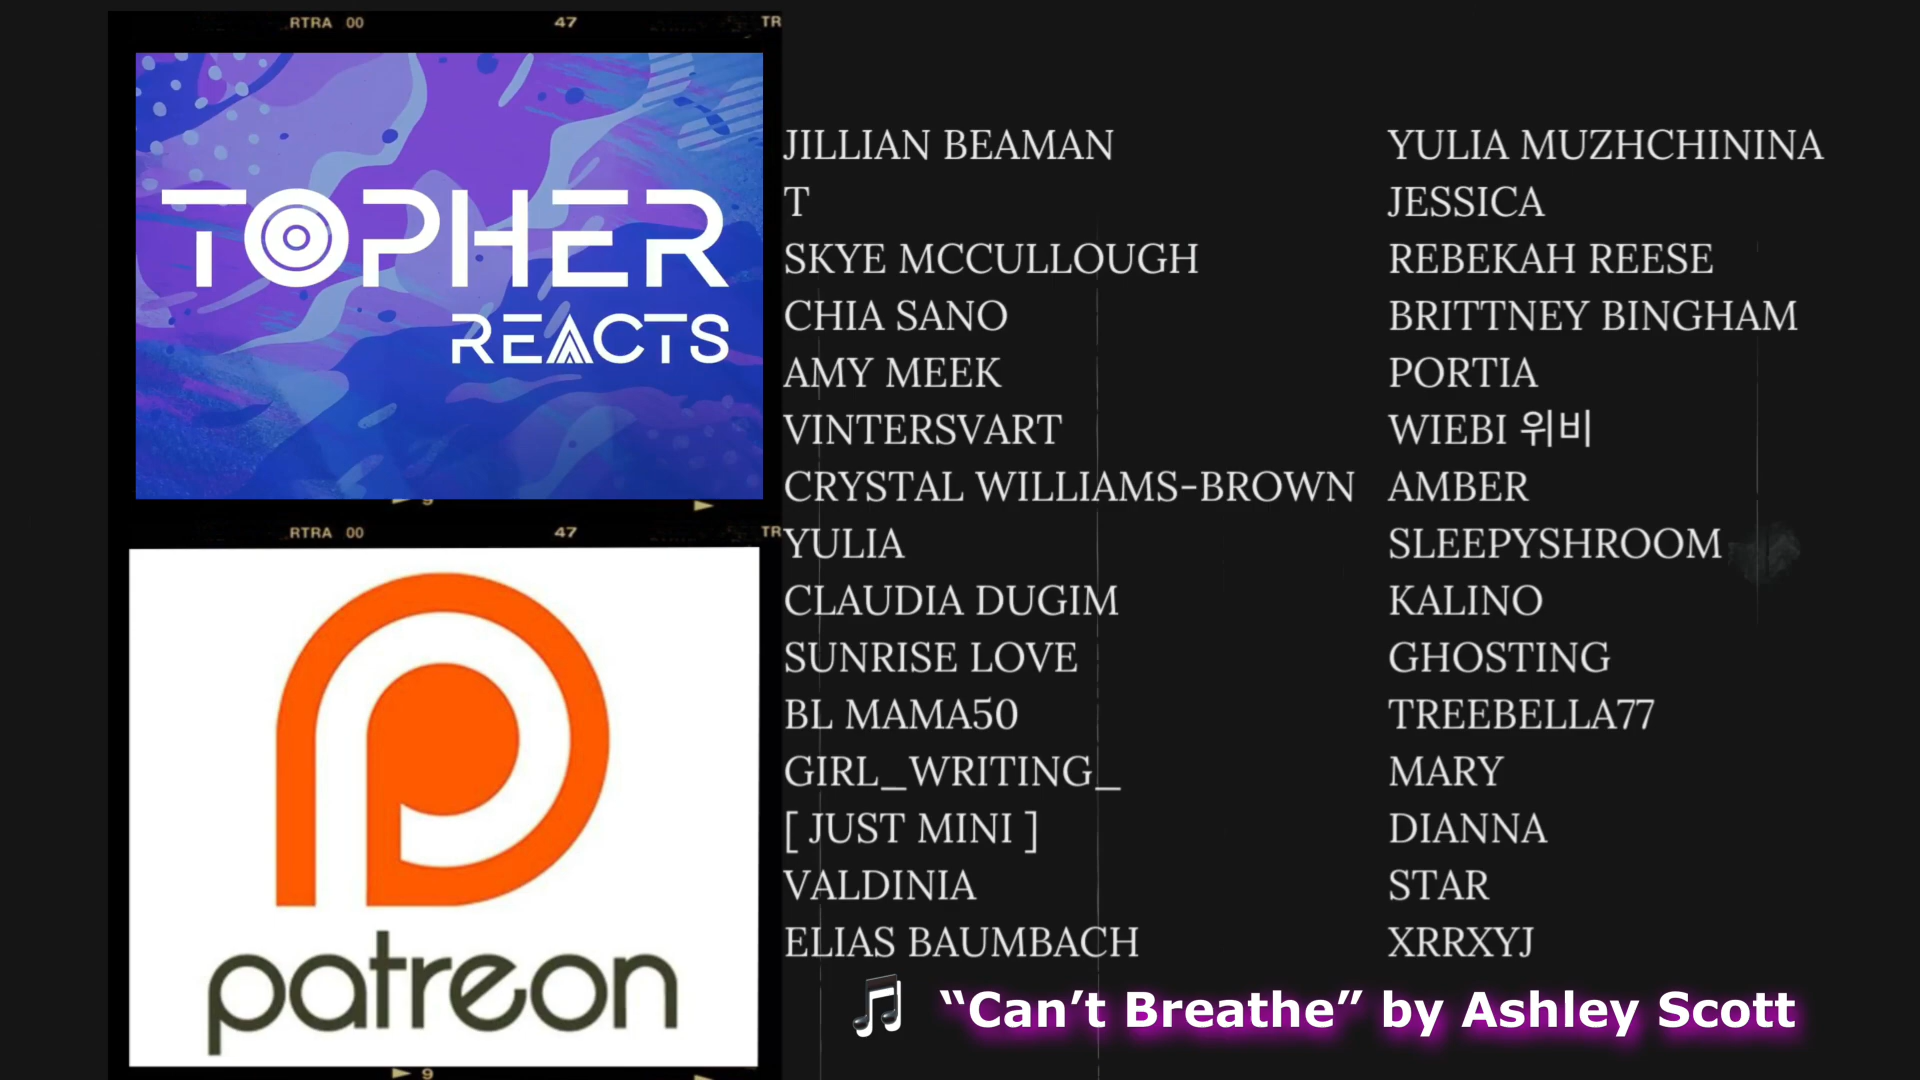 RTRA 00 47 TR
TOPHER
REACTS
9
RTRA 00 47 TR
patreon
9
JILLIAN BEAMAN
T
SKYE MCCULLOUGH
CHIA SANO
AMY MEEK
VINTERSVART
CRYSTAL WILLIAMS-BROWN
YULIA
CLAUDIA DUGIM
SUNRISE LOVE
BL MAMA50
GIRL_WRITING_
[ JUST MINI ]
VALDINIA
ELIAS BAUMBACH
YULIA MUZHCHININA
JESSICA
REBEKAH REESE
BRITTNEY BINGHAM
PORTIA
WIEBI 위비
AMBER
SLEEPYSHROOM
KALINO
GHOSTING
TREEBELLA77
MARY
DIANNA
STAR
XRRXYJ
“Can’t Breathe” by Ashley Scott